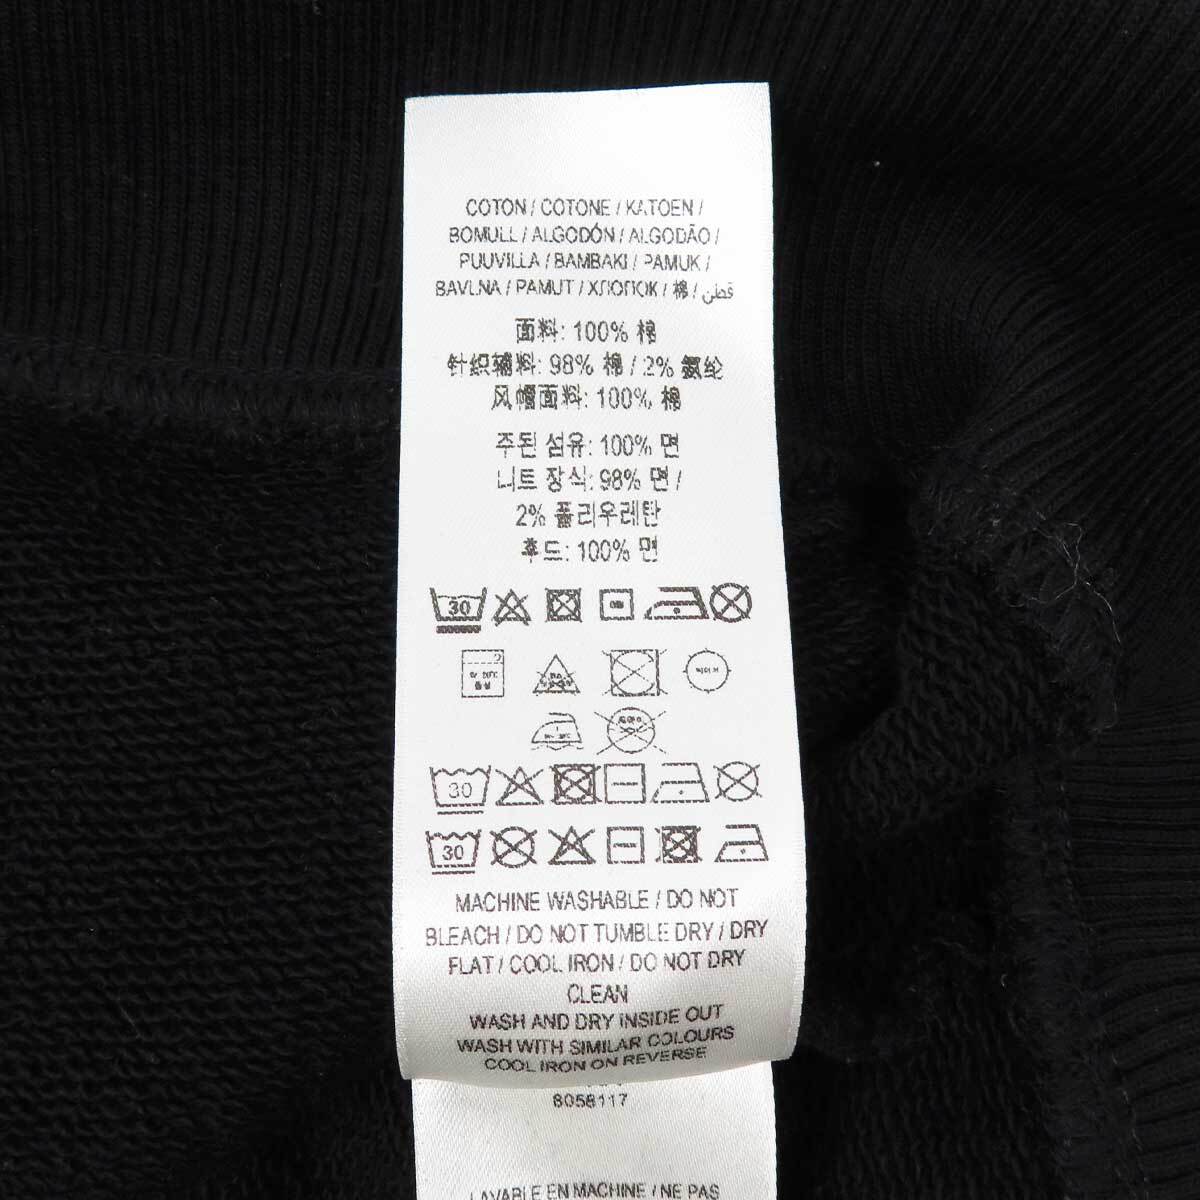 COTON / COTONE / KATOEN /
BOMULL / ALGODÓN / ALGODÃO /
PUUVILLA / BAMBAKI / PAMUK /
BAVLNA / PAMUT / ХЛОПОК / 棉 / قطن
面料: 100% 棉
针织辅料: 98% 棉 / 2% 氨纶
风帽面料: 100% 棉
주된 섬유: 100% 면
니트 장식: 98% 면 /
2% 폴리우레탄
후드: 100% 면
30
30
30
MACHINE WASHABLE / DO NOT
BLEACH / DO NOT TUMBLE DRY / DRY
FLAT / COOL IRON / DO NOT DRY
CLEAN
WASH AND DRY INSIDE OUT
WASH WITH SIMILAR COLOURS
COOL IRON ON REVERSE
8058117
LAVABLE EN MACHINE / NE PAS